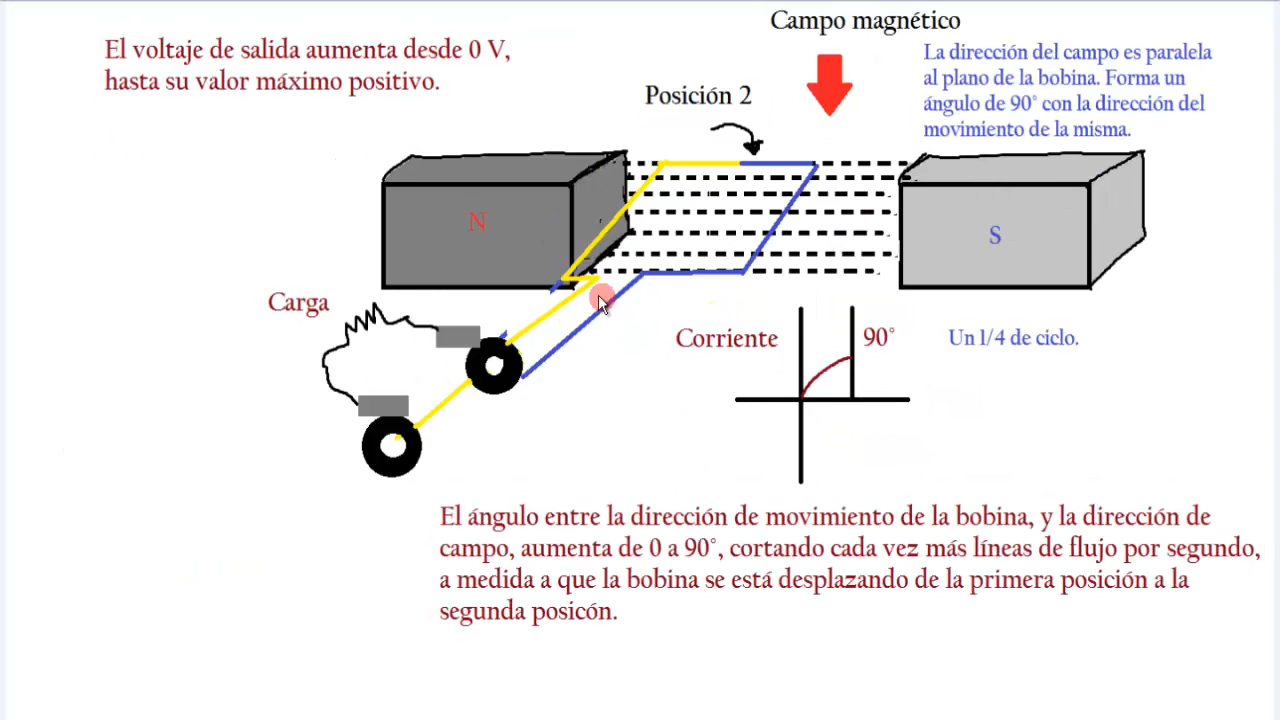 Campo magnético
El voltaje de salida aumenta desde 0 V,
hasta su valor máximo positivo.
La dirección del campo es paralela
al plano de la bobina. Forma un
ángulo de 90° con la dirección del
movimiento de la misma.
Posición 2
N
S
Carga
Corriente
90°
Un 1/4 de ciclo.
El ángulo entre la dirección de movimiento de la bobina, y la dirección de
campo, aumenta de 0 a 90°, cortando cada vez más líneas de flujo por segundo,
a medida a que la bobina se está desplazando de la primera posición a la
segunda posicón.